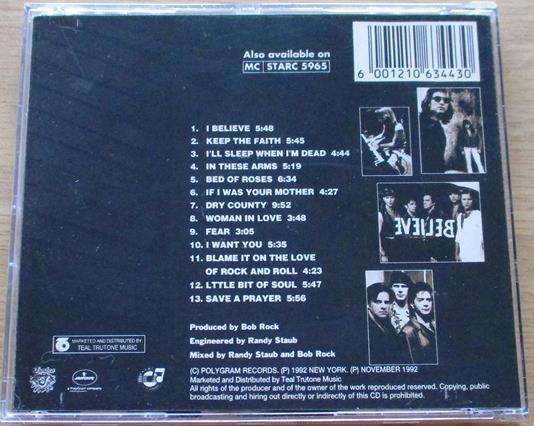 Also available on
MC STARC 5965
6 001210 634430
1. I BELIEVE 5:48
2. KEEP THE FAITH 5:45
3. I'LL SLEEP WHEN I'M DEAD 4:44
4. IN THESE ARMS 5:19
5. BED OF ROSES 6:34
6. IF I WAS YOUR MOTHER 4:27
7. DRY COUNTY 9:52
8. WOMAN IN LOVE 3:48
9. FEAR 3:05
10. I WANT YOU 5:35
11. BLAME IT ON THE LOVE
OF ROCK AND ROLL 4:23
12. LTTLE BIT OF SOUL 5:47
13. SAVE A PRAYER 5:56
BELIEVE
Produced by Bob Rock
Engineered by Randy Staub
Mixed by Randy Staub and Bob Rock
MARKETED AND DISTRIBUTED BY:
TEAL TRUTONE MUSIC
(C) POLYGRAM RECORDS. (P) 1992 NEW YORK. (P) NOVEMBER 1992
Marketed and Distributed by Teal Trutone Music
All rights of the producer and of the owner of the work reproduced reserved. Copying, public
broadcasting and hiring out directly or indirectly of this CD is prohibited.